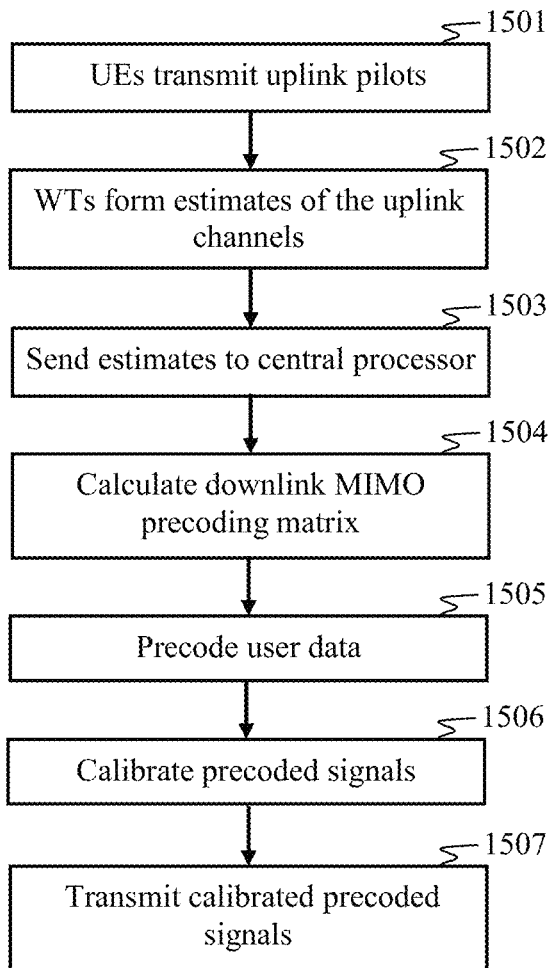 1501
UEs transmit uplink pilots
1502
WTs form estimates of the uplink
channels
1503
Send estimates to central processor
1504
Calculate downlink MIMO
precoding matrix
1505
Precode user data
1506
Calibrate precoded signals
1507
Transmit calibrated precoded
signals